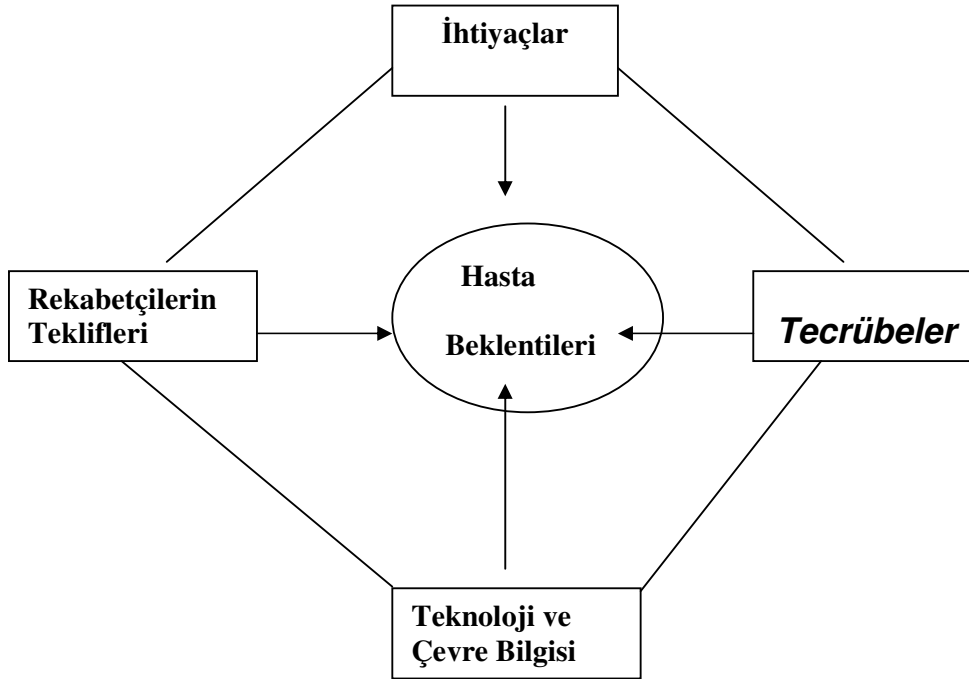 İhtiyaçlar
Rekabetçilerin
Teklifleri
Hasta
Beklentileri
Tecrübeler
Teknoloji ve
Çevre Bilgisi